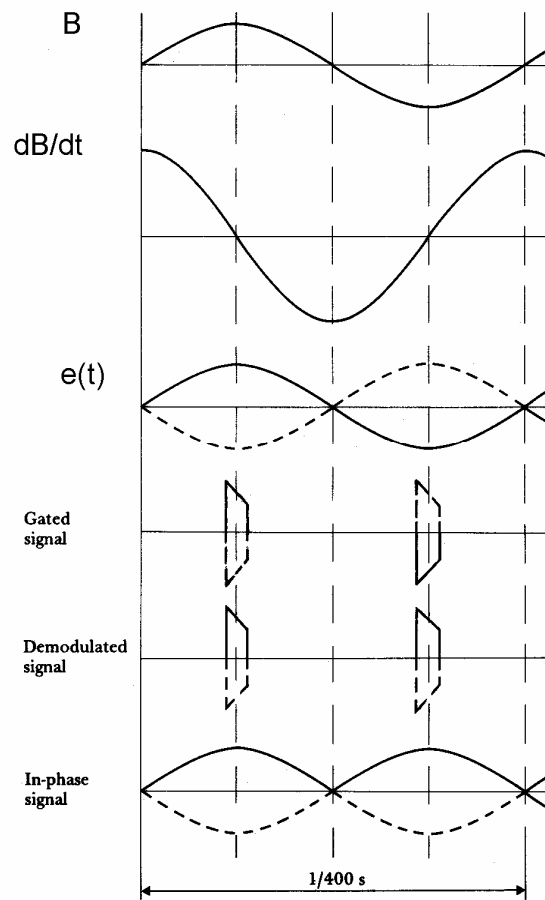 B
dB/dt
e(t)
Gated
signal
Demodulated
signal
In-phase
signal
1/400 s